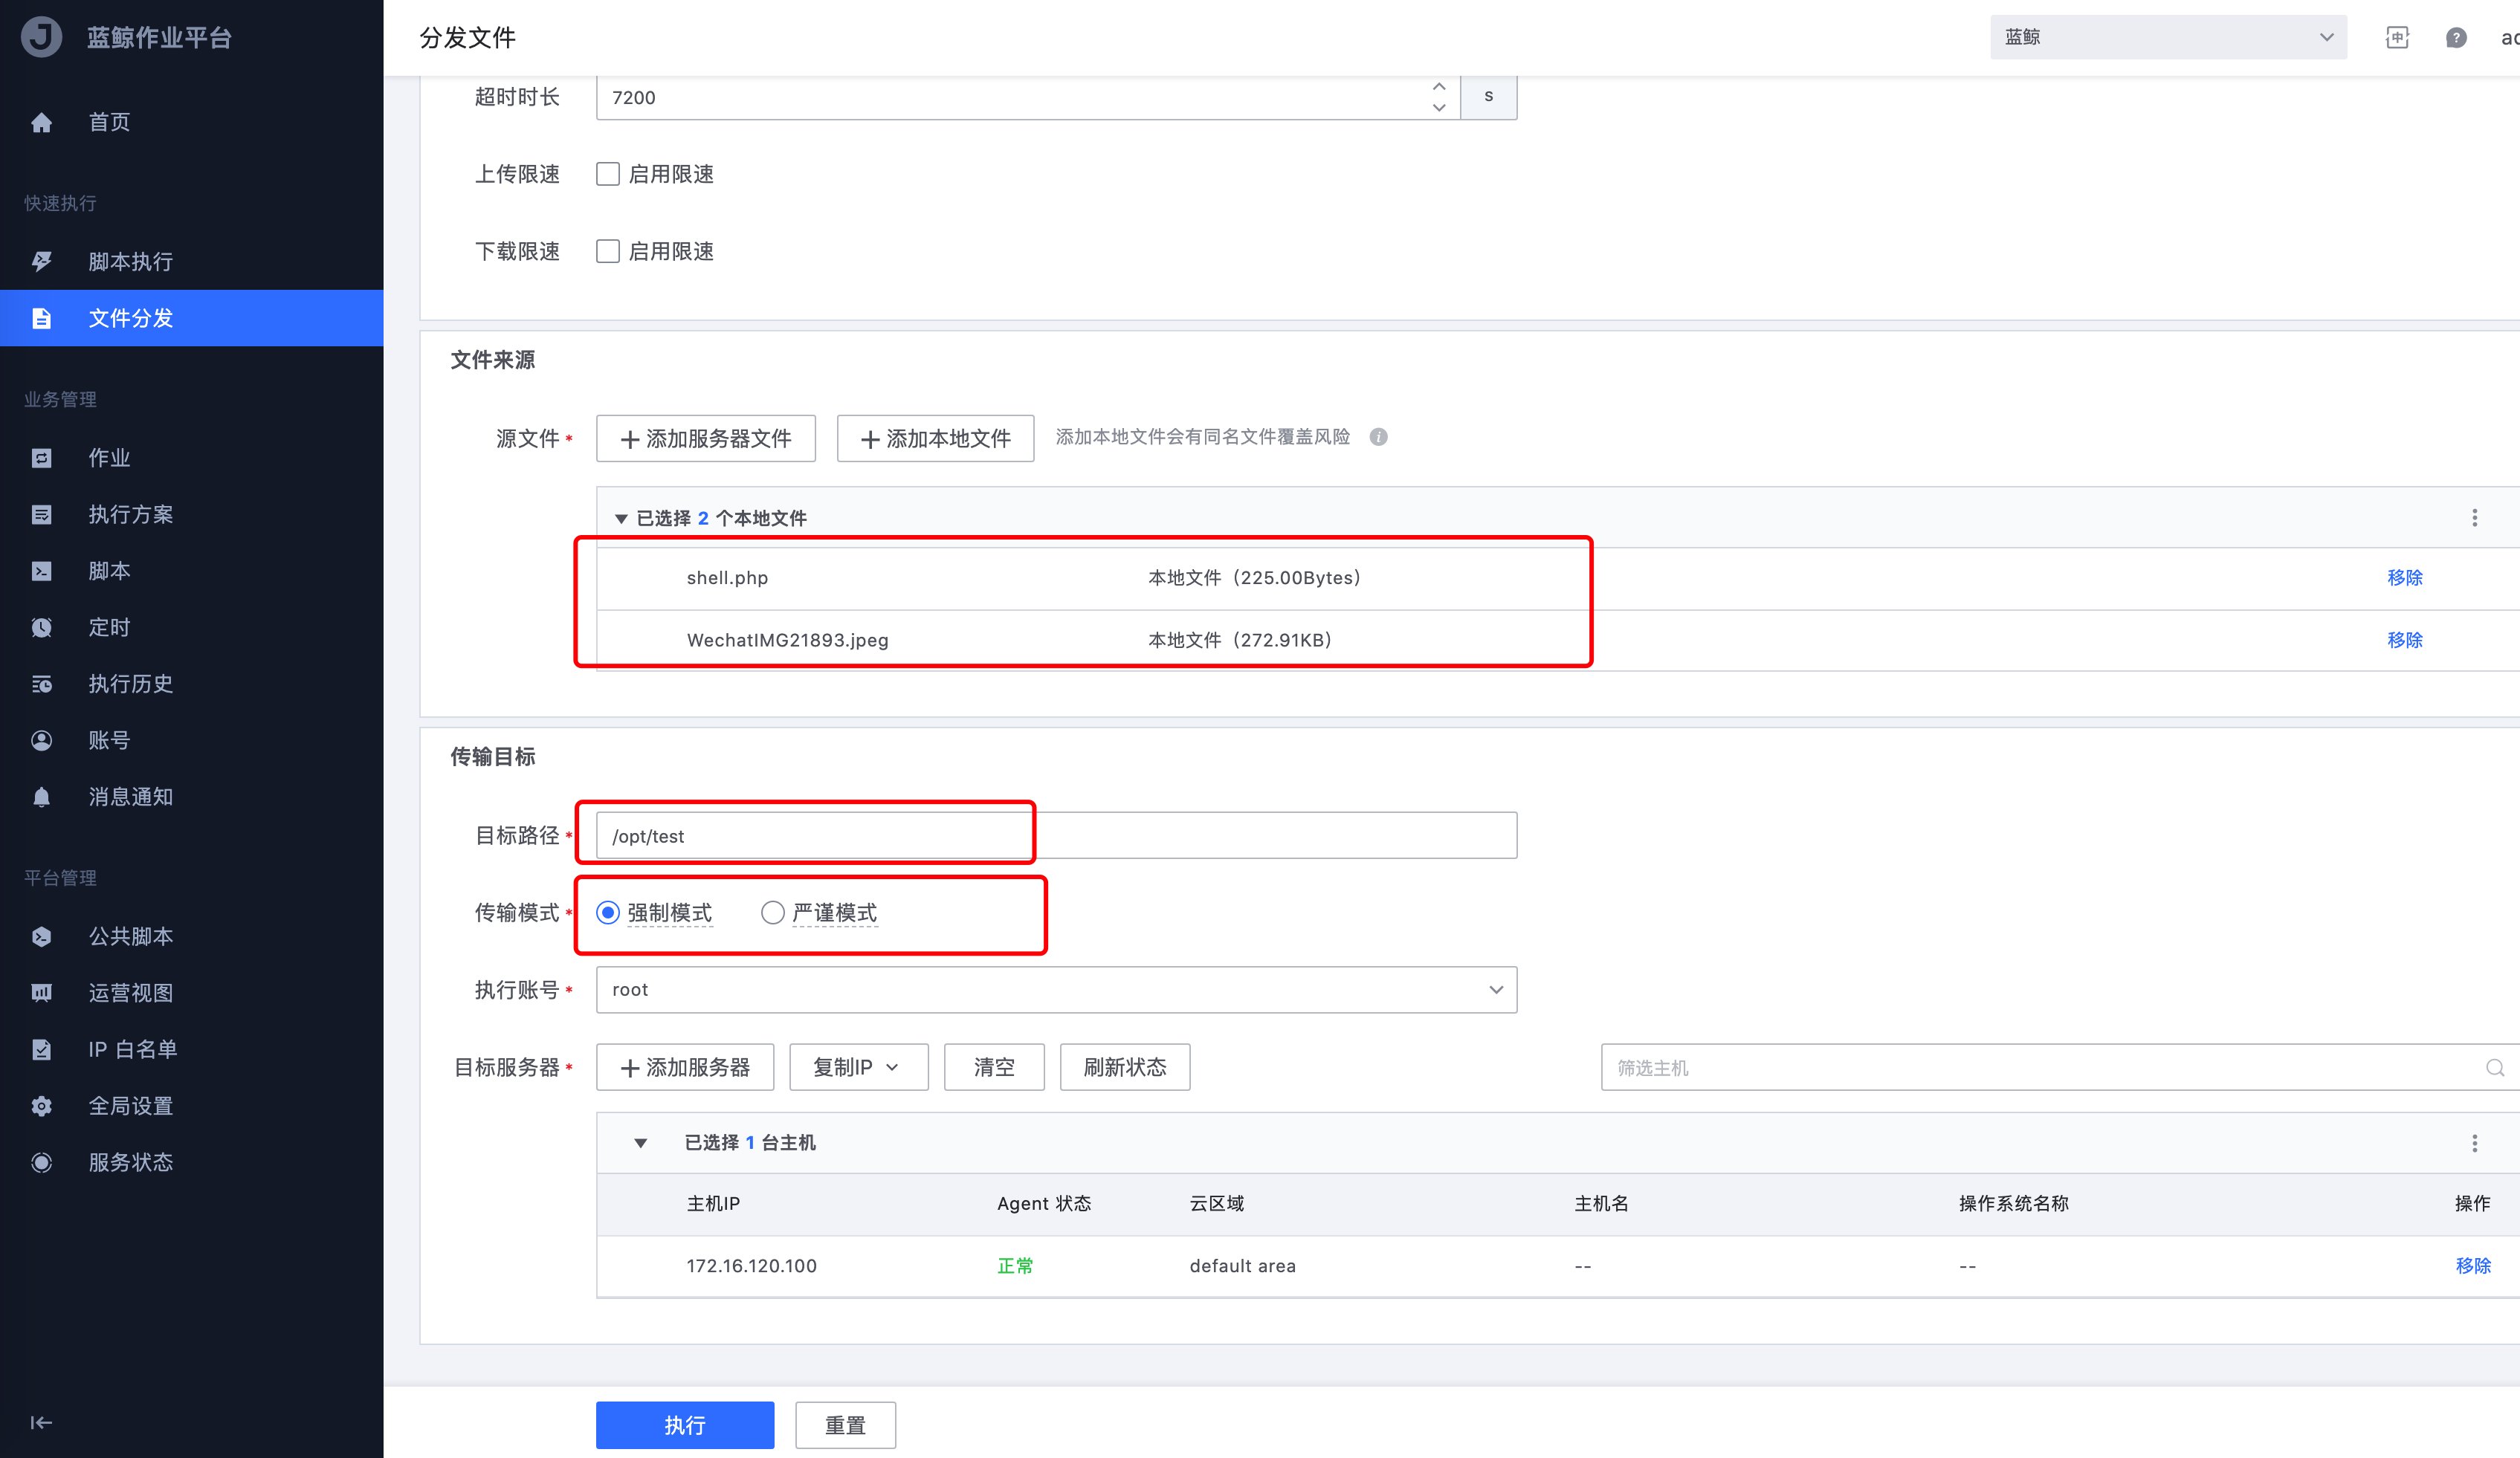 蓝鲸作业平台
首页
快速执行
脚本执行
文件分发
业务管理
作业
执行方案
脚本
定时
执行历史
账号
消息通知
平台管理
公共脚本
运营视图
IP 白名单
全局设置
服务状态
分发文件
蓝鲸
中
?
超时时长 7200 s
上传限速 启用限速
下载限速 启用限速
文件来源
源文件 * 添加服务器文件 添加本地文件 添加本地文件会有同名文件覆盖风险
已选择 2 个本地文件
shell.php 本地文件（225.00Bytes） 移除
WechatIMG21893.jpeg 本地文件（272.91KB） 移除
传输目标
目标路径 * /opt/test
传输模式 * 强制模式 严谨模式
执行账号 * root
目标服务器 * 添加服务器 复制IP 清空 刷新状态 筛选主机
已选择 1 台主机
主机IP Agent 状态 云区域 主机名 操作系统名称 操作
172.16.120.100 正常 default area -- -- 移除
执行 重置